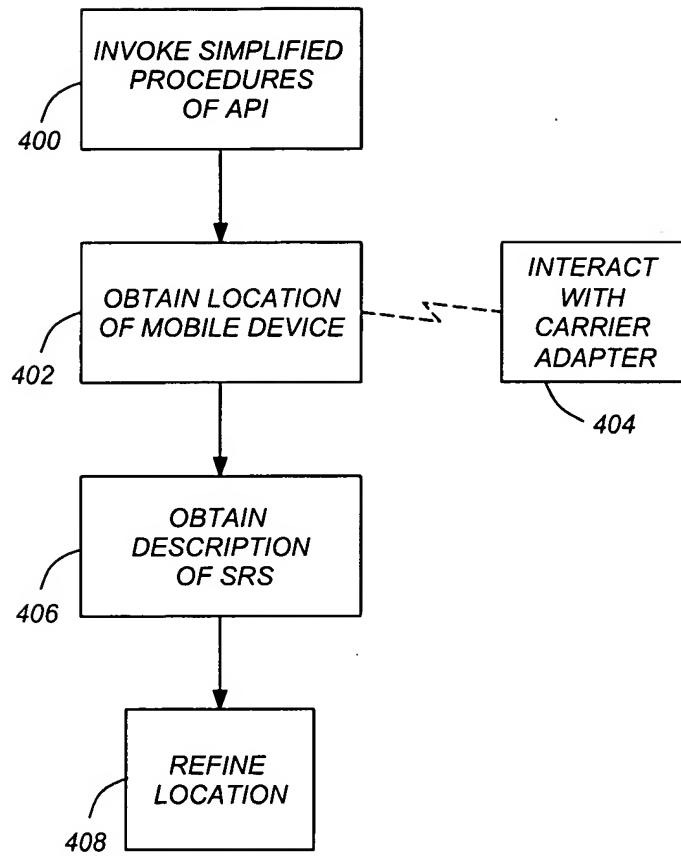 INVOKE SIMPLIFIED
PROCEDURES
OF API
400
OBTAIN LOCATION
OF MOBILE DEVICE
402
INTERACT
WITH
CARRIER
ADAPTER
404
OBTAIN
DESCRIPTION
OF SRS
406
REFINE
LOCATION
408